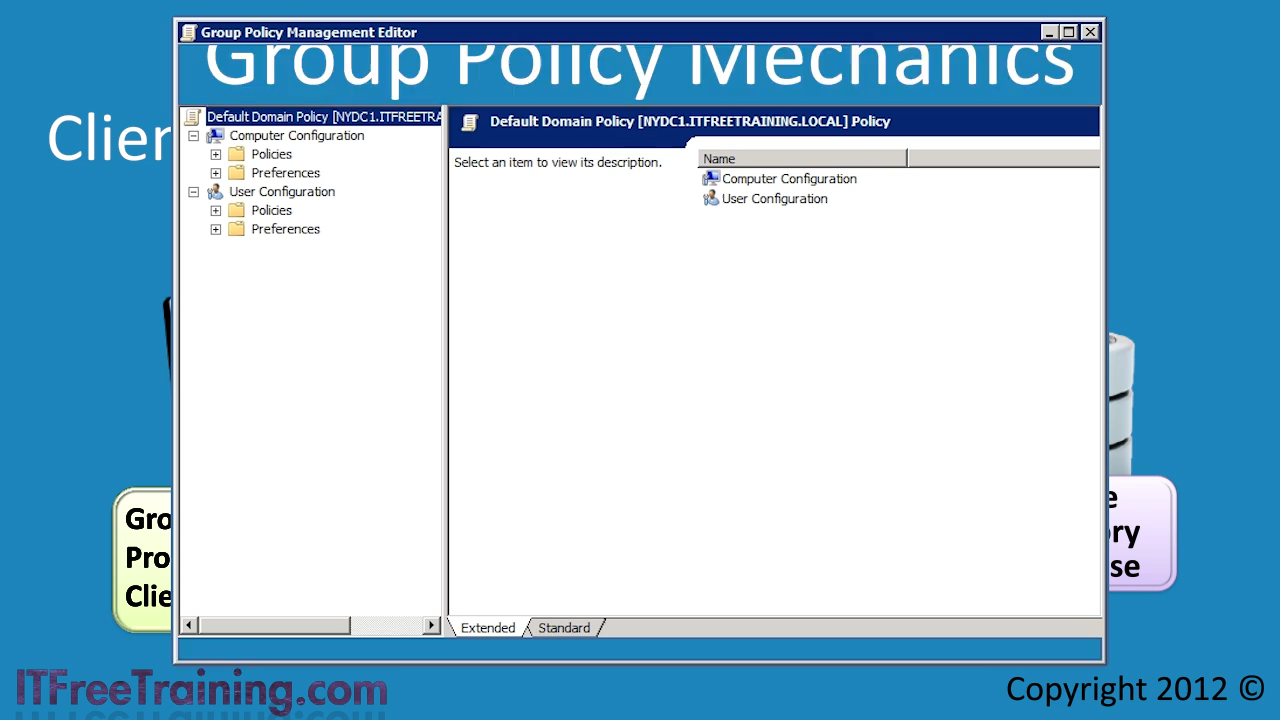 Group Policy Management Editor
Group Policy Mechanics
Clien
Default Domain Policy [NYDC1.ITFREETRA
Computer Configuration
Policies
Preferences
User Configuration
Policies
Preferences
Default Domain Policy [NYDC1.ITFREETRAINING.LOCAL] Policy
Select an item to view its description.
Name
Computer Configuration
User Configuration
Extended
Standard
Gro
Pro
Clie
e
ory
se
ITFreeTraining.com
Copyright 2012 ©